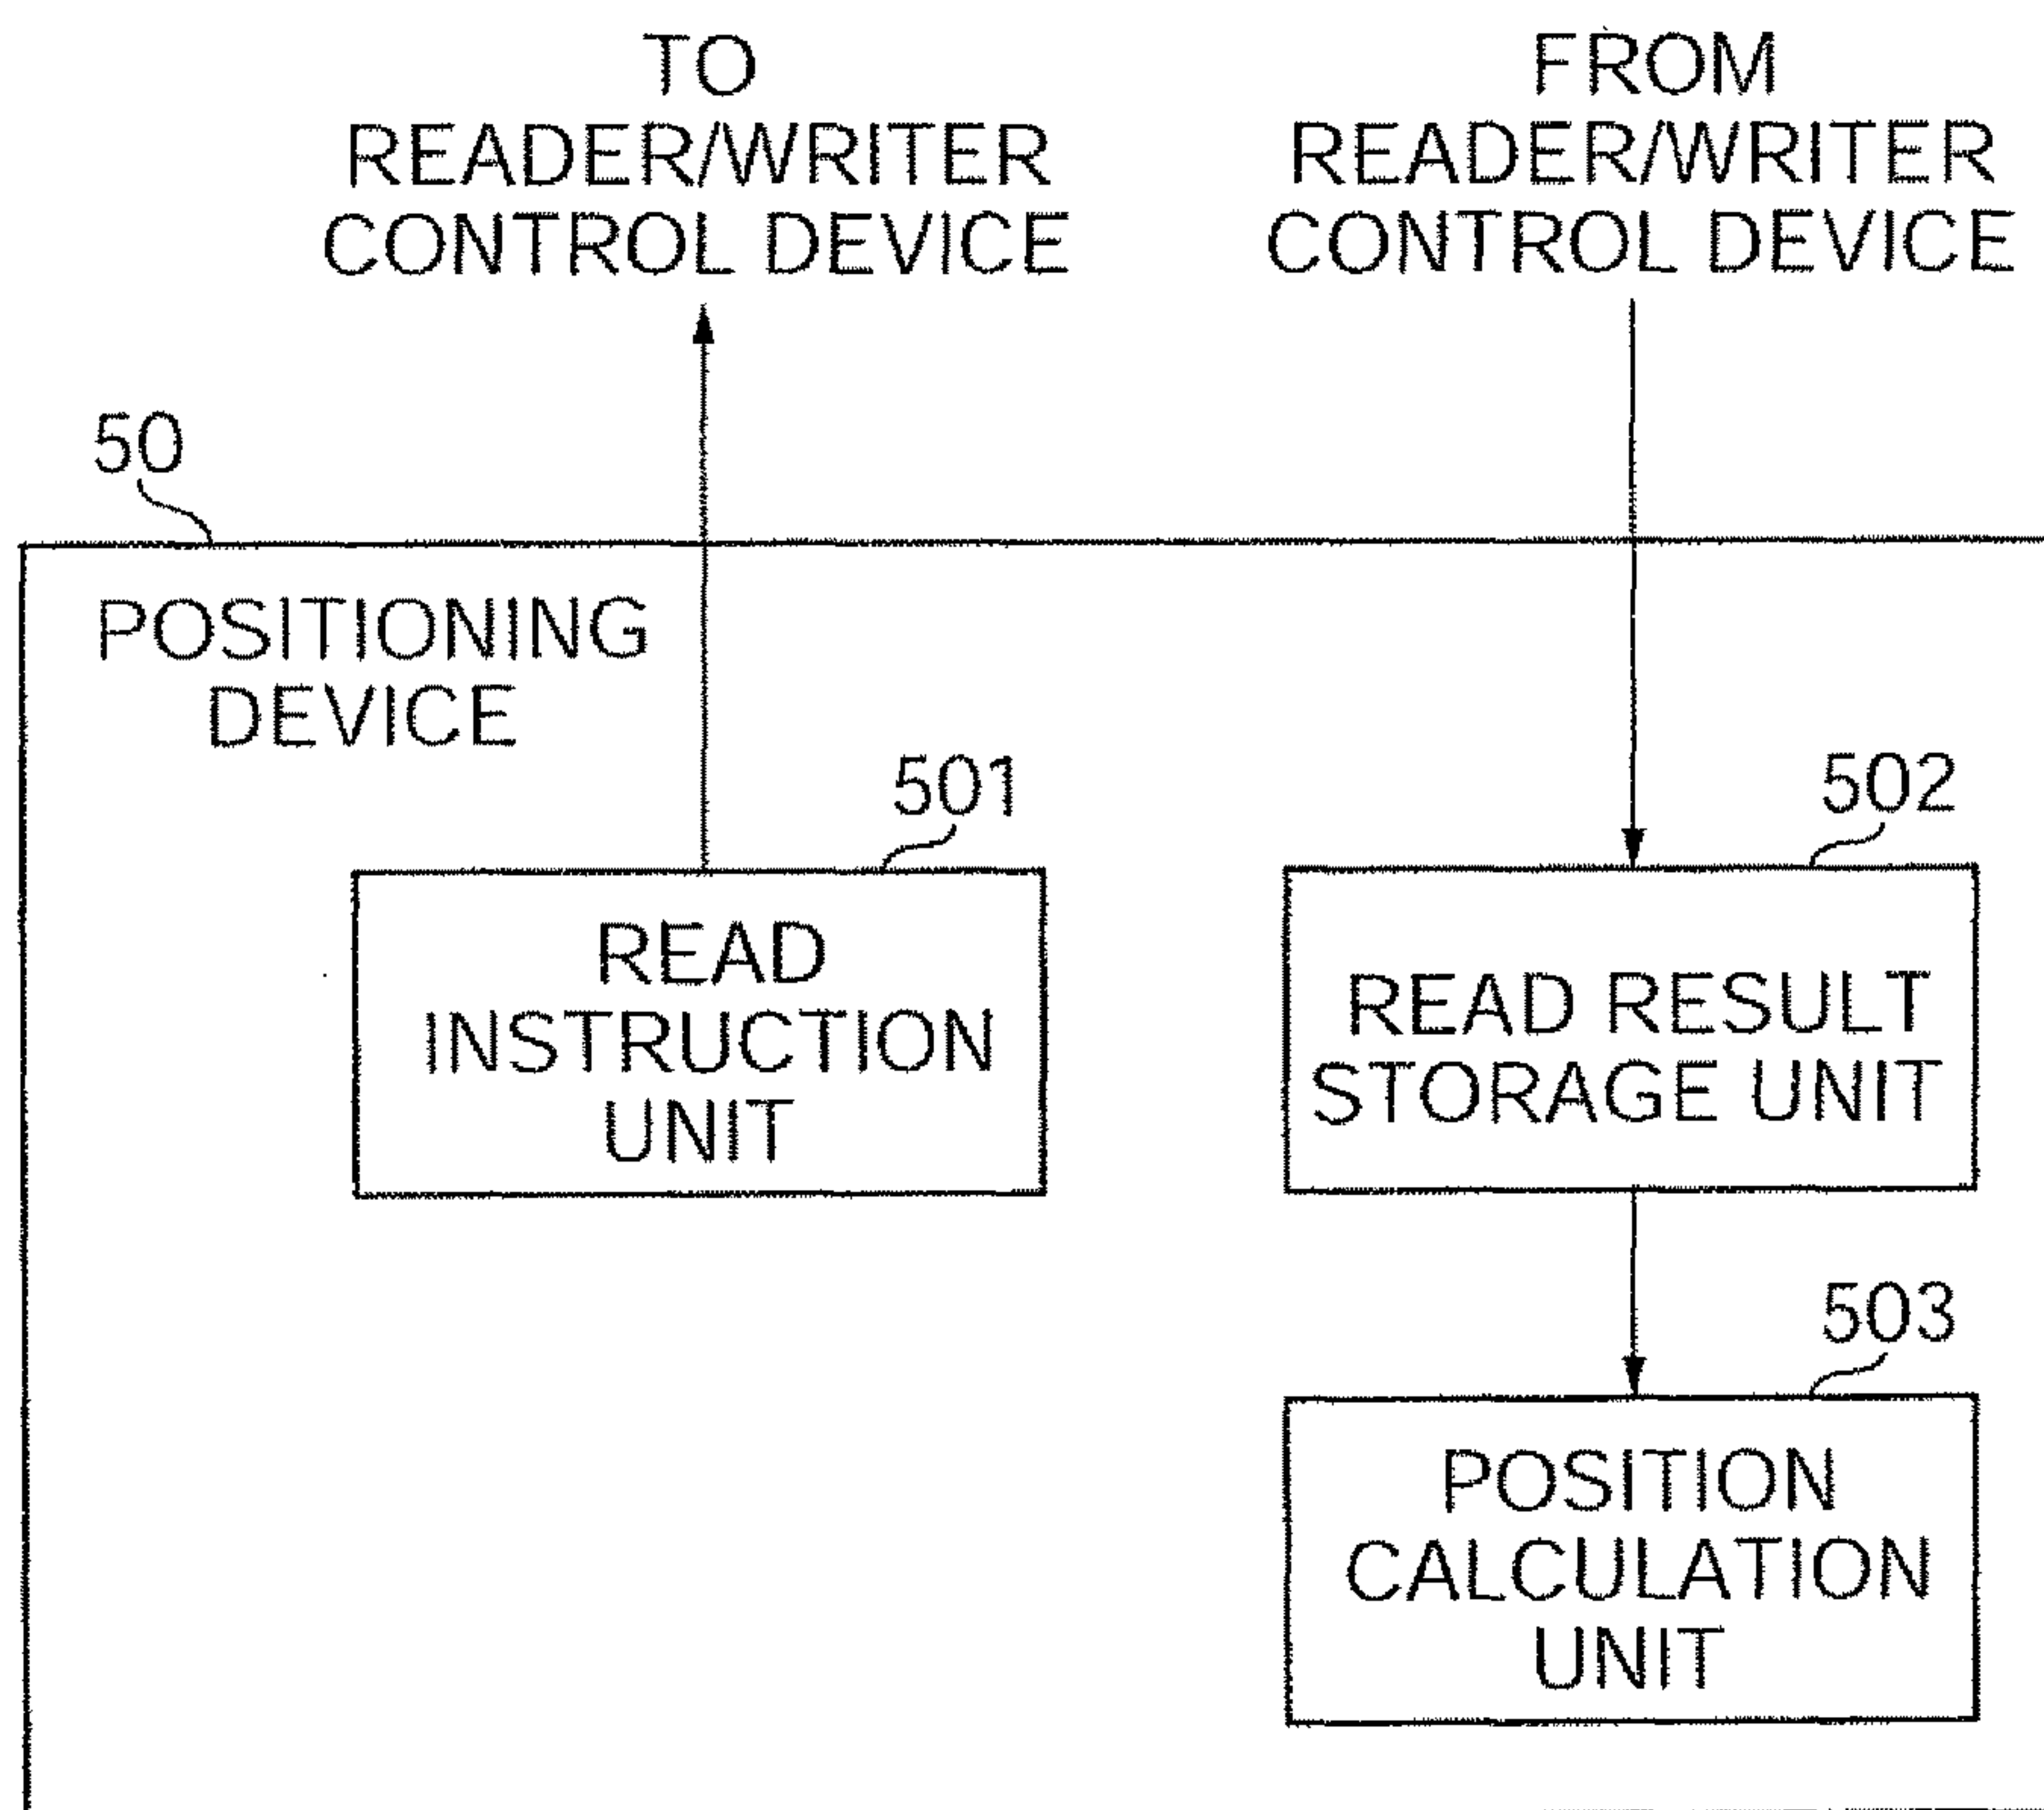 TO
READER/WRITER
CONTROL DEVICE
FROM
READER/WRITER
CONTROL DEVICE
50
POSITIONING
DEVICE
501
READ
INSTRUCTION
UNIT
502
READ RESULT
STORAGE UNIT
503
POSITION
CALCULATION
UNIT